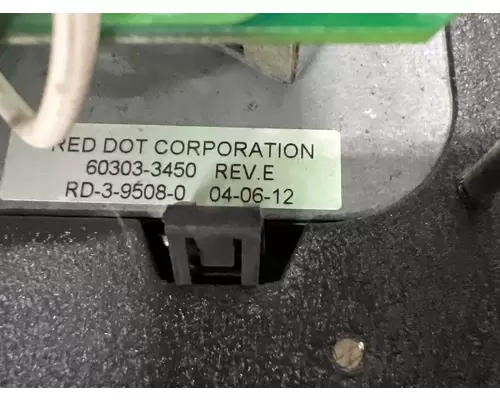 RED DOT CORPORATION
60303-3450 REV.E
RD-3-9508-0 04-06-12